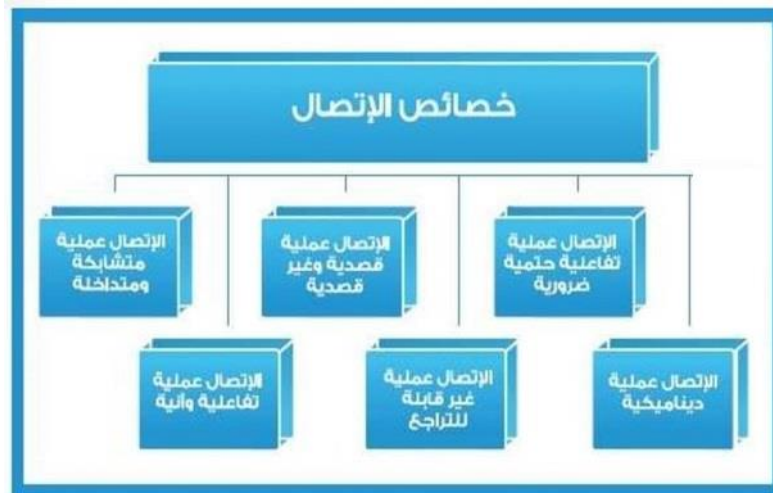 خصائص الإتصال
الإتصال عملية
تفاعلية حتمية
ضرورية
الإتصال عملية
قصدية وغير
قصدية
الإتصال عملية
متشابكة
ومتداخلة
الإتصال عملية
ديناميكية
الإتصال عملية
غير قابلة
للتراجع
الإتصال عملية
تفاعلية وآنية